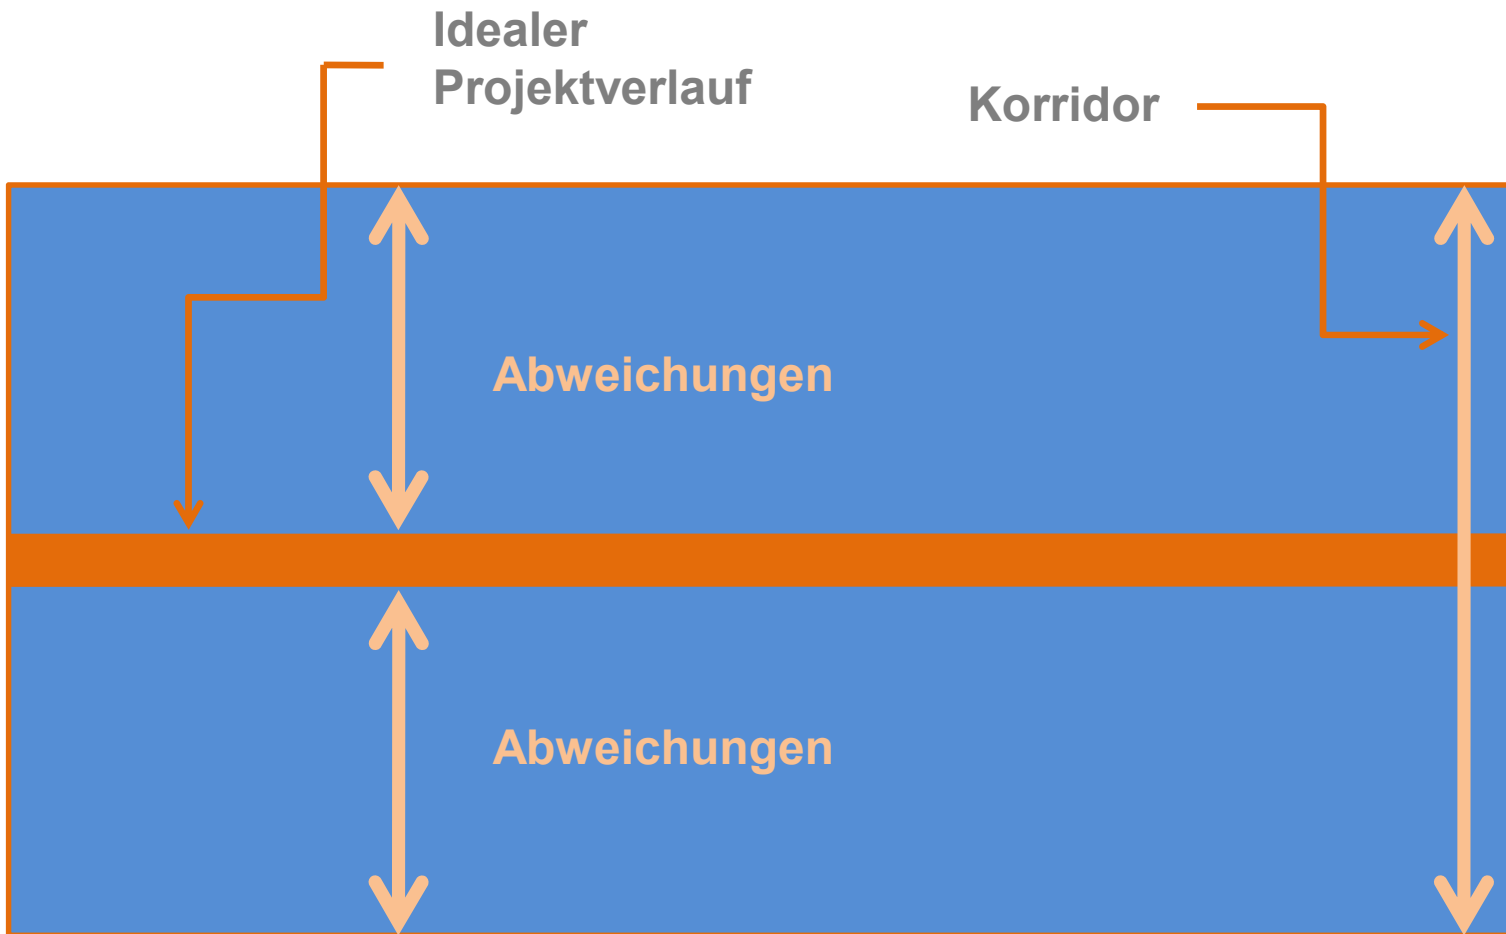 Idealer
Projektverlauf
Korridor
Abweichungen
Abweichungen